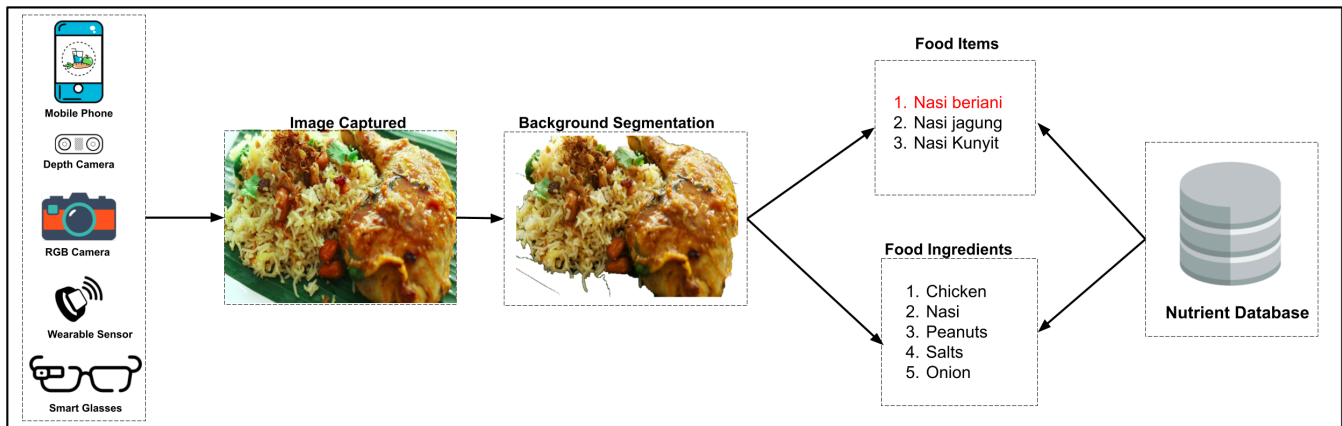 Mobile Phone
Depth Camera
RGB Camera
Wearable Sensor
Smart Glasses
Image Captured
Background Segmentation
Food Items
1. Nasi beriani
2. Nasi jagung
3. Nasi Kunyit
Food Ingredients
1. Chicken
2. Nasi
3. Peanuts
4. Salts
5. Onion
Nutrient Database